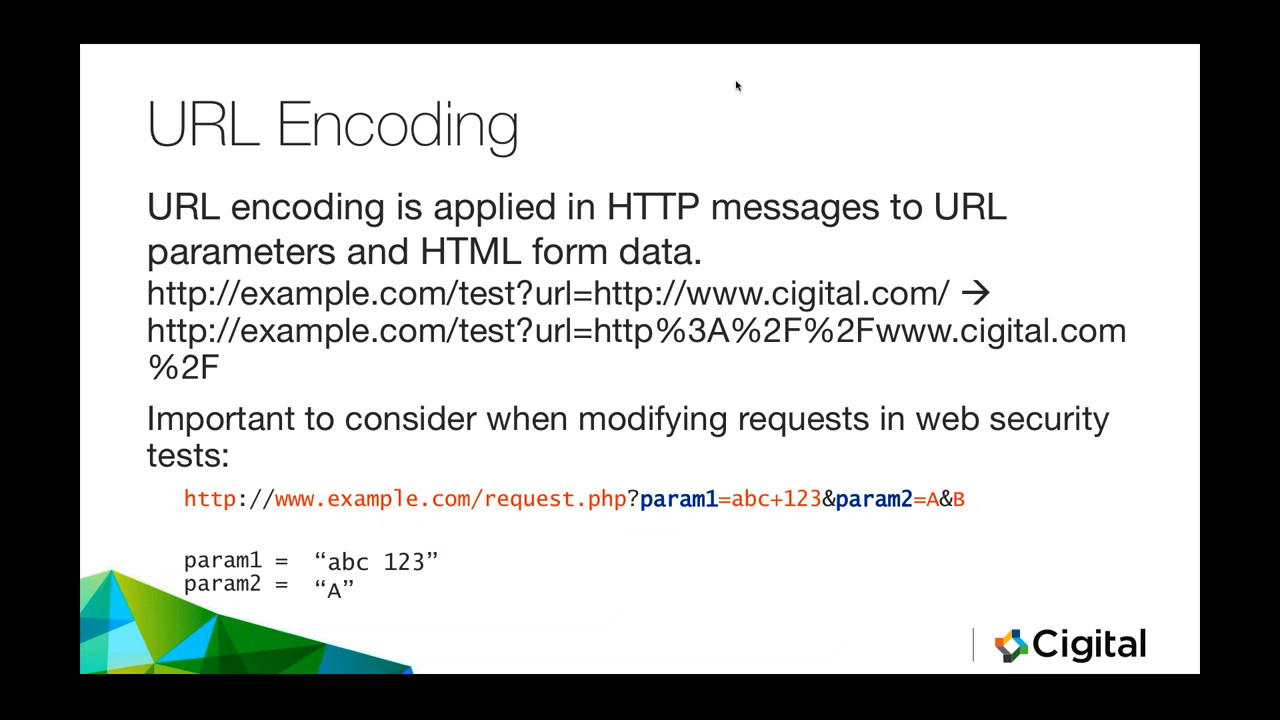 URL Encoding
URL encoding is applied in HTTP messages to URL
parameters and HTML form data.
http://example.com/test?url=http://www.cigital.com/ →
http://example.com/test?url=http%3A%2F%2Fwww.cigital.com
%2F
Important to consider when modifying requests in web security
tests:
http://www.example.com/request.php?param1=abc+123&param2=A&B
param1 = “abc 123”
param2 = “A”
Cigital